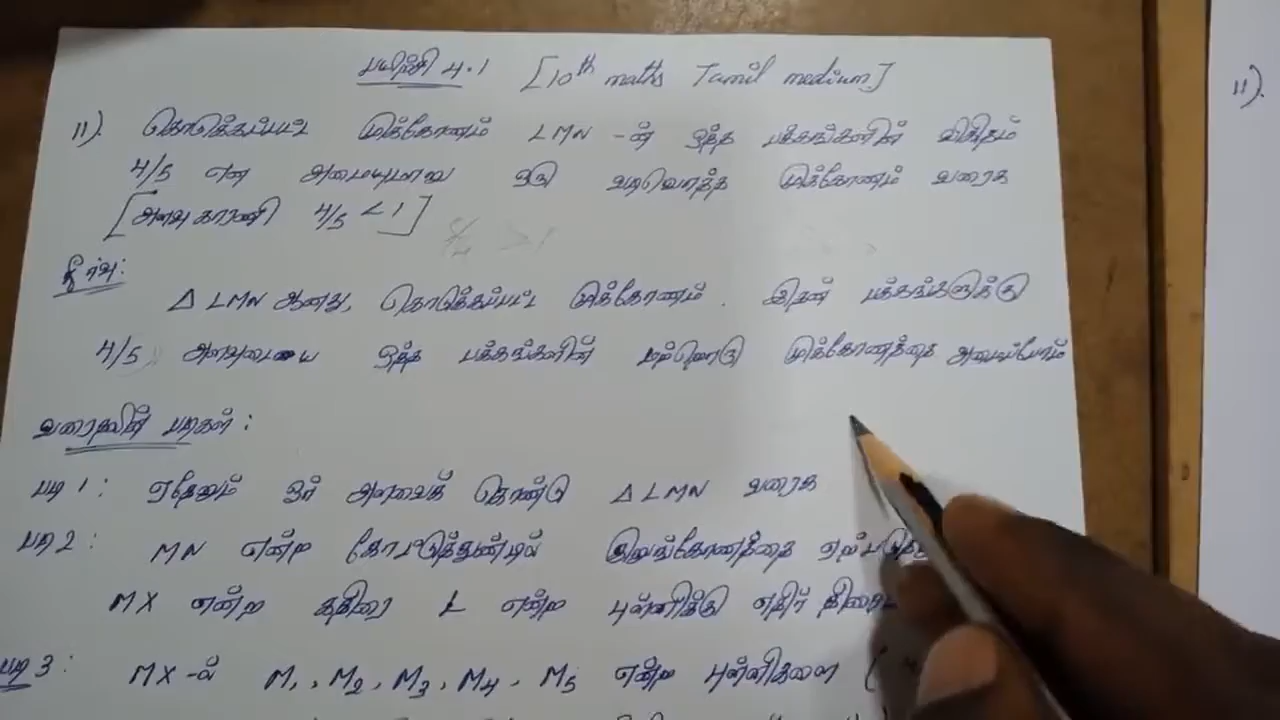 பயிற்சி 4.1 [10th maths Tamil medium]
11). கொடுக்கப்பட்ட முக்கோணம் LMN -ன் ஒத்த பக்கங்களின் விகிதம்
4/5 என அமையுமாறு ஒரு வடிவொத்த முக்கோணம் வரைக
[அளவு காரணி 4/5 < 1]
தீர்வு:
Δ LMN ஆனது, கொடுக்கப்பட்ட முக்கோணம். இதன் பக்கங்களுக்கு
4/5 அளவுடைய ஒத்த பக்கங்களின் மற்றொரு முக்கோணத்தை அமைப்போம்
வரைவின் படிகள் :
படி 1 : ஏதேனும் ஓர் அளவைக் கொண்டு Δ LMN வரைக
படி 2 : MN என்ற கோட்டுத்துண்டில் குறுங்கோணத்தை
MX என்ற கதிரை L என்ற புள்ளிக்கு எதிர்
படி 3 : MX -ல் M1, M2, M3, M4, M5 என்ற புள்ளிகளை (
11).